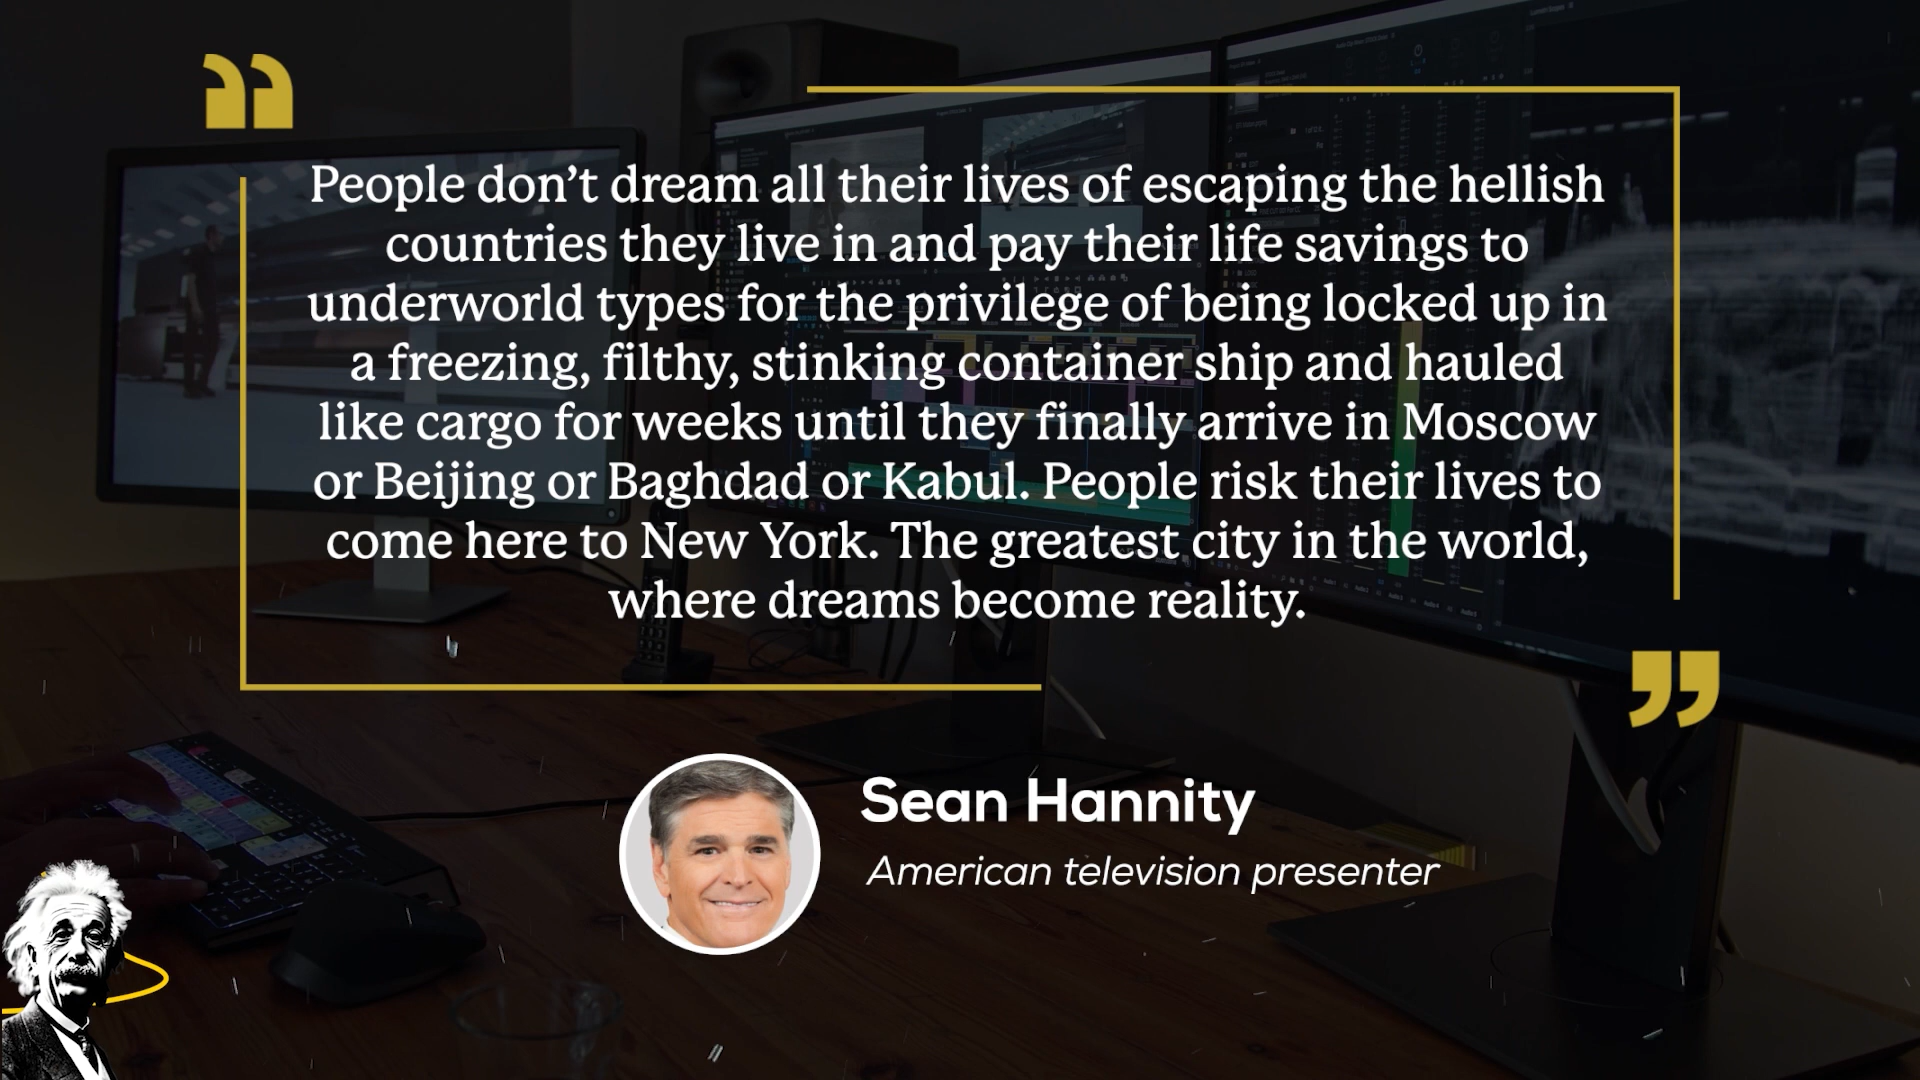 People don’t dream all their lives of escaping the hellish
countries they live in and pay their life savings to
underworld types for the privilege of being locked up in
a freezing, filthy, stinking container ship and hauled
like cargo for weeks until they finally arrive in Moscow
or Beijing or Baghdad or Kabul. People risk their lives to
come here to New York. The greatest city in the world,
where dreams become reality.
Sean Hannity
American television presenter